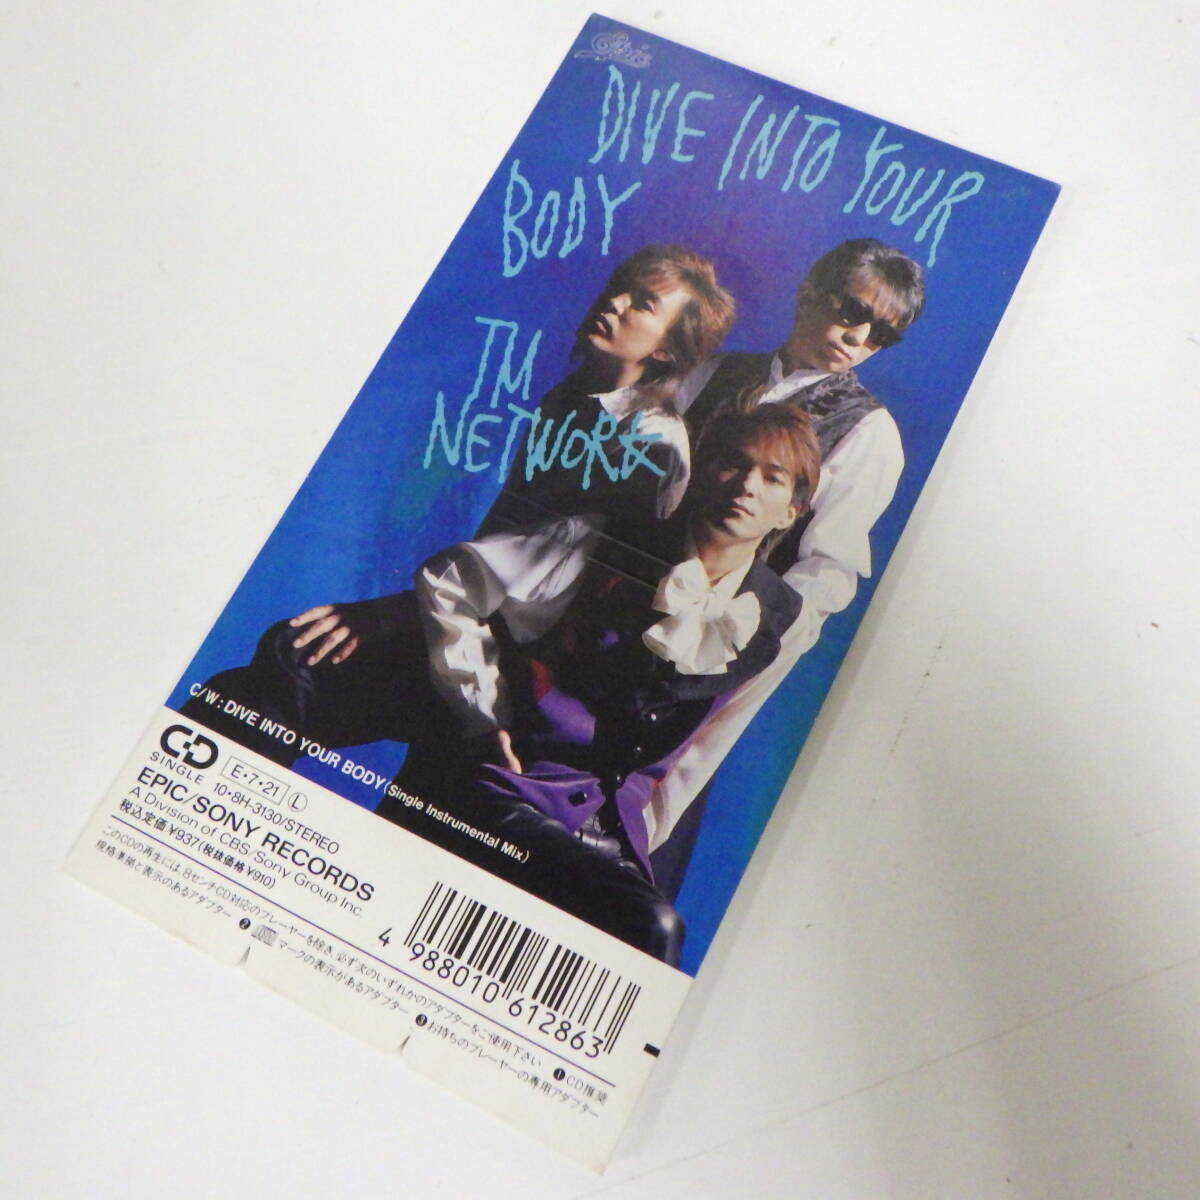 Epic
DIVE INTO YOUR
BODY
TM
NETWORK
C/W : DIVE INTO YOUR BODY (Single Instrumental Mix)
CD
SINGLE
E・7・21 L
10・8H-3130/STEREO
EPIC/SONY RECORDS
A Division of CBS/Sony Group Inc.
税込定価¥937(税抜価格¥910)
このCDの再生には、8センチCD対応のプレーヤーを除き、必ず次のいずれかのアダプターをご使用下さい ❶CD推奨
規格準拠と表示のあるアダプター ❷マークの表示があるアダプター ❸お持ちのプレーヤーの専用アダプター
4 988010 612863